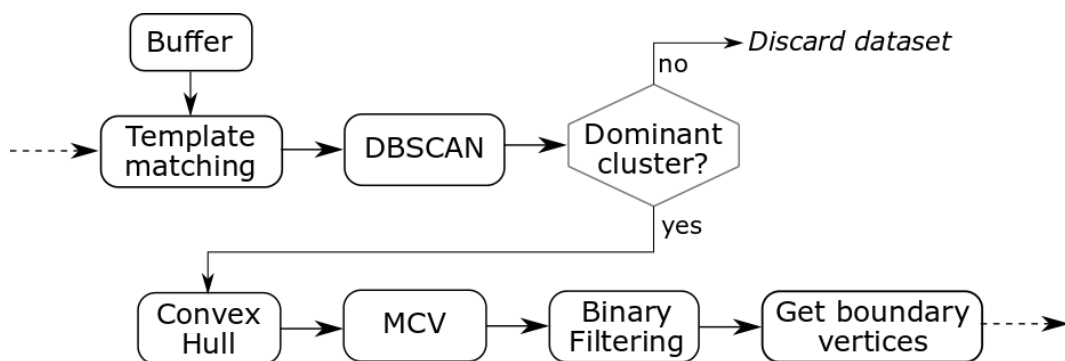 Buffer
Discard dataset
no
Template
matching
DBSCAN
Dominant
cluster?
yes
Convex
Hull
MCV
Binary
Filtering
Get boundary
vertices